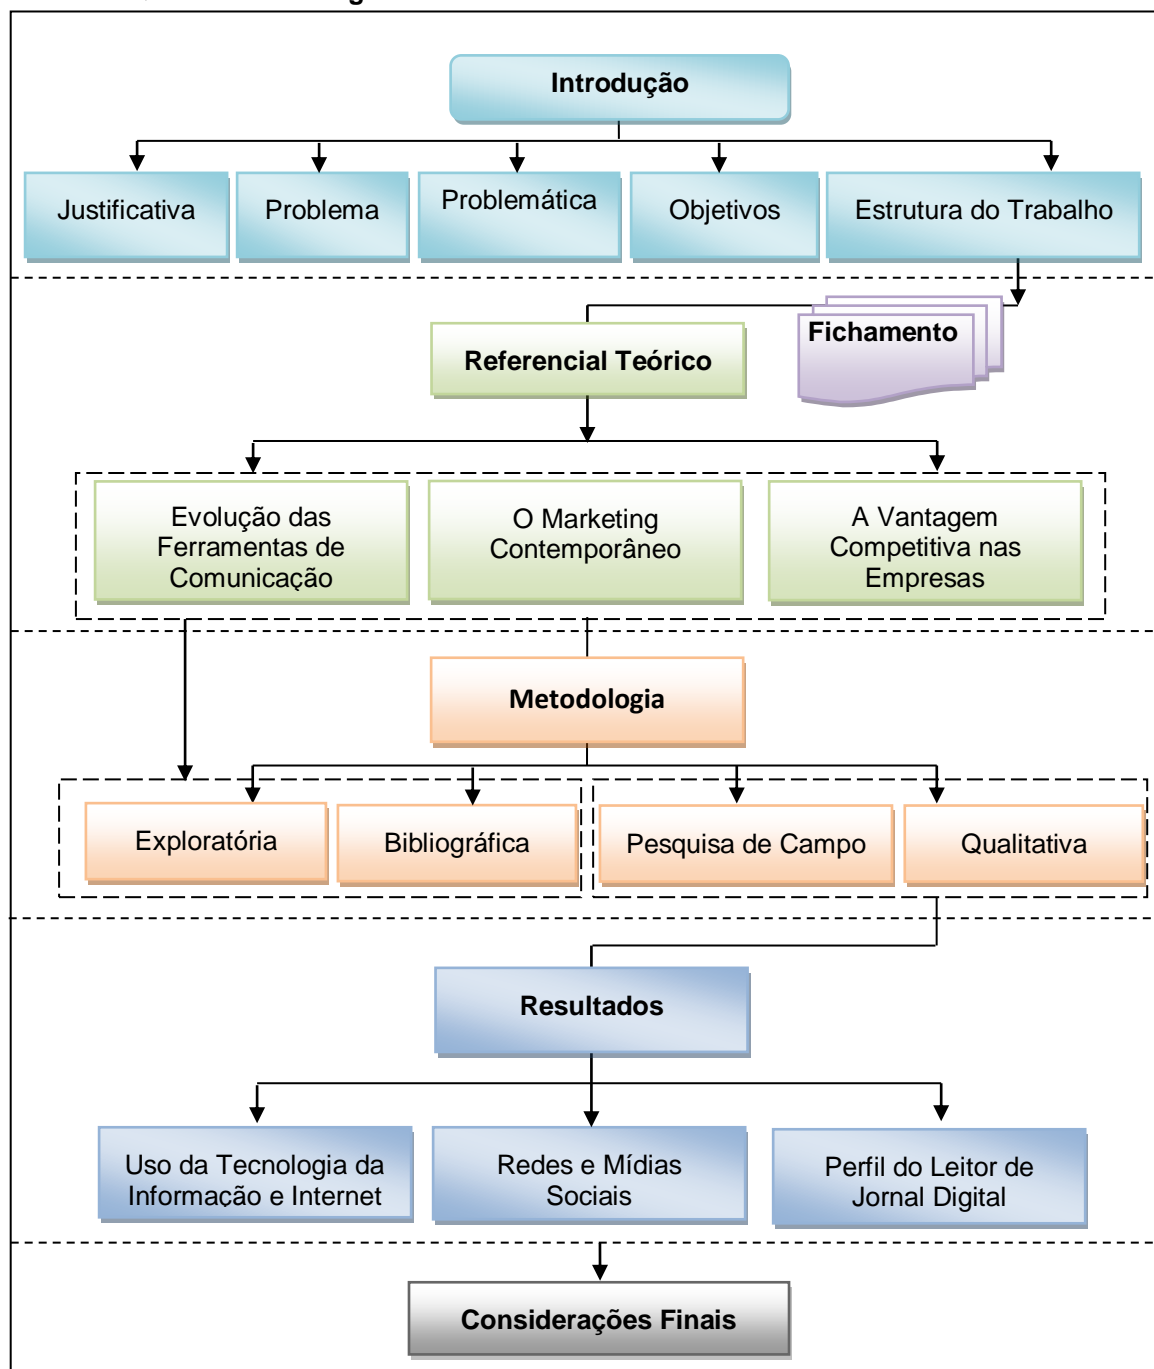 Introdução
Justificativa
Problema
Problemática
Objetivos
Estrutura do Trabalho
Fichamento
Referencial Teórico
Evolução das
Ferramentas de
Comunicação
O Marketing
Contemporâneo
A Vantagem
Competitiva nas
Empresas
Metodologia
Exploratória
Bibliográfica
Pesquisa de Campo
Qualitativa
Resultados
Uso da Tecnologia da
Informação e Internet
Redes e Mídias
Sociais
Perfil do Leitor de
Jornal Digital
Considerações Finais